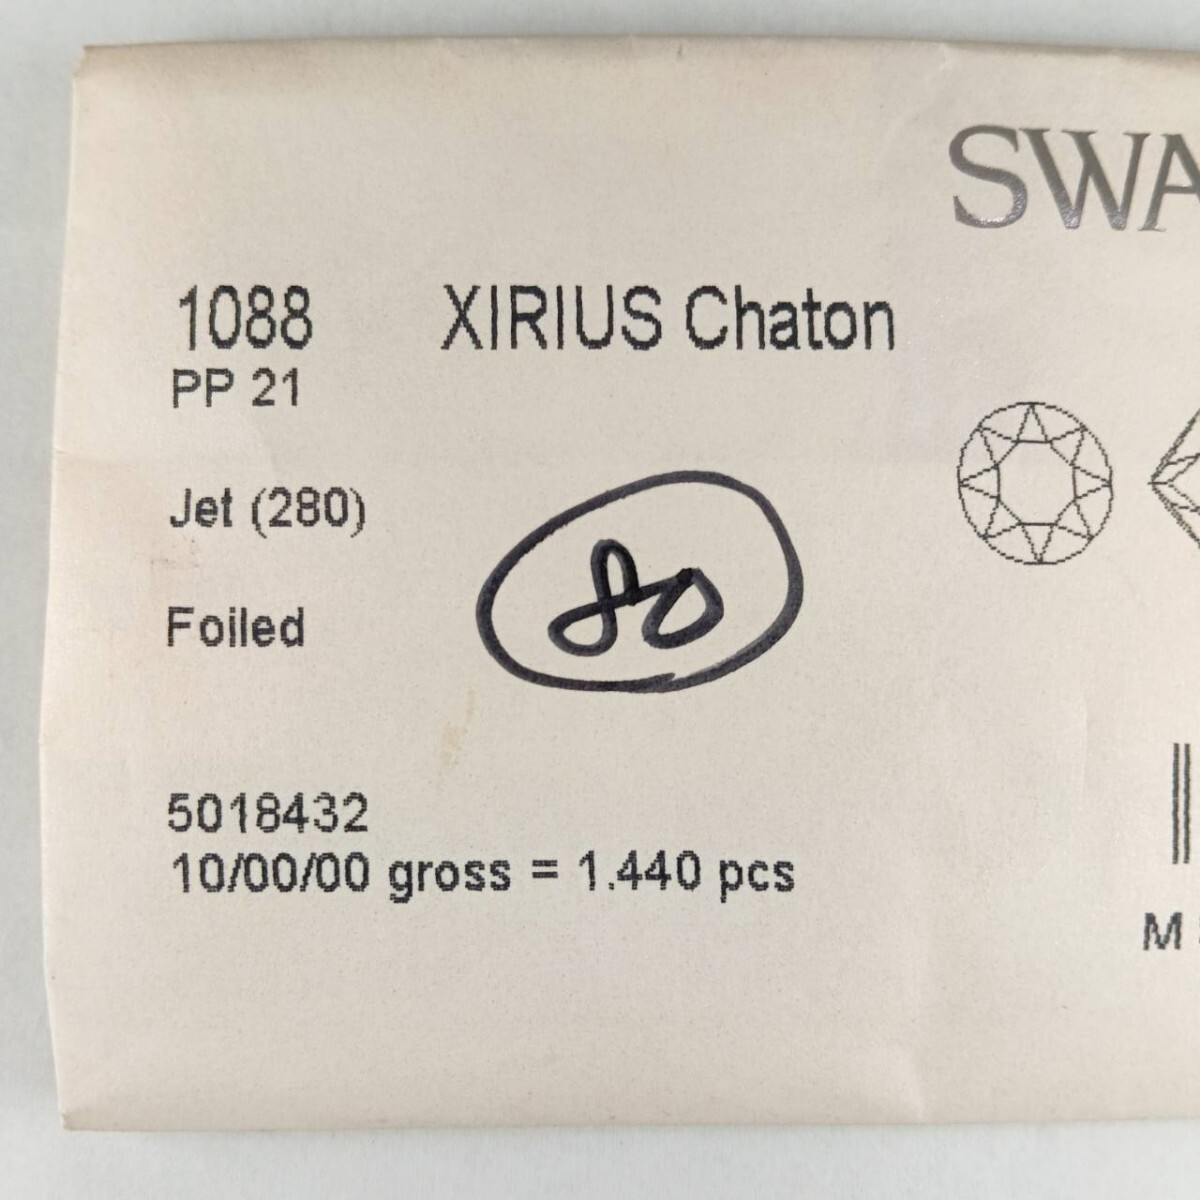 SWA
1088 XIRIUS Chaton
PP 21
Jet (280)
Foiled
80
5018432
10/00/00 gross = 1.440 pcs
M